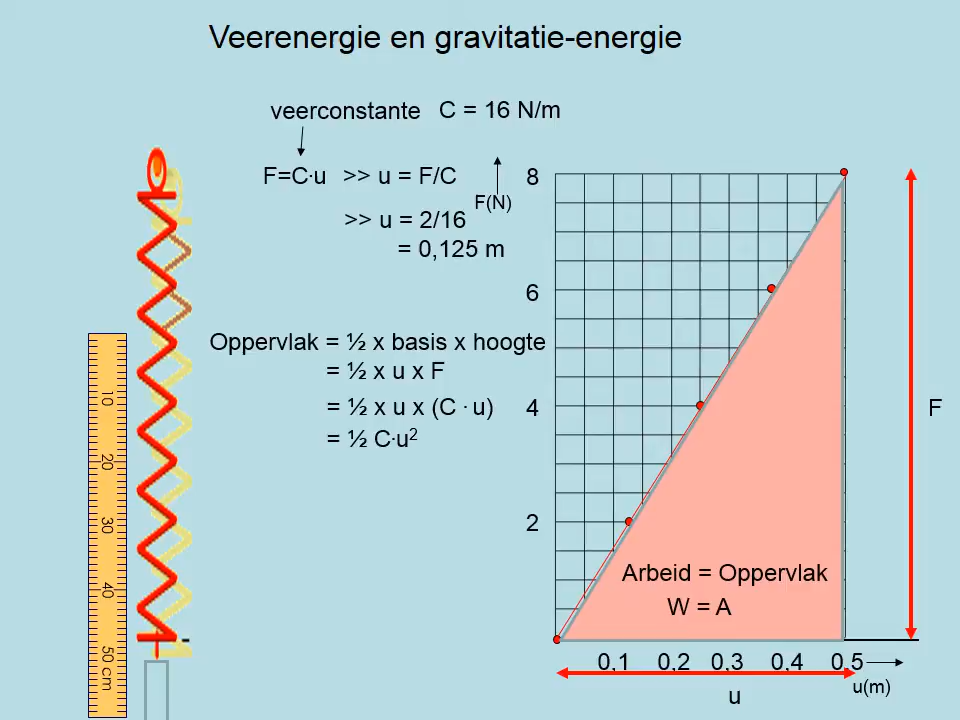 Veerenergie en gravitatie-energie
veerconstante C = 16 N/m
F=C·u >> u = F/C
F(N)
>> u = 2/16
= 0,125 m
Oppervlak = ½ x basis x hoogte
= ½ x u x F
= ½ x u x (C · u)
= ½ C·u²
8
6
4
2
F
Arbeid = Oppervlak
W = A
0,1 0,2 0,3 0,4 0,5
u(m)
u
10
20
30
40
50 cm